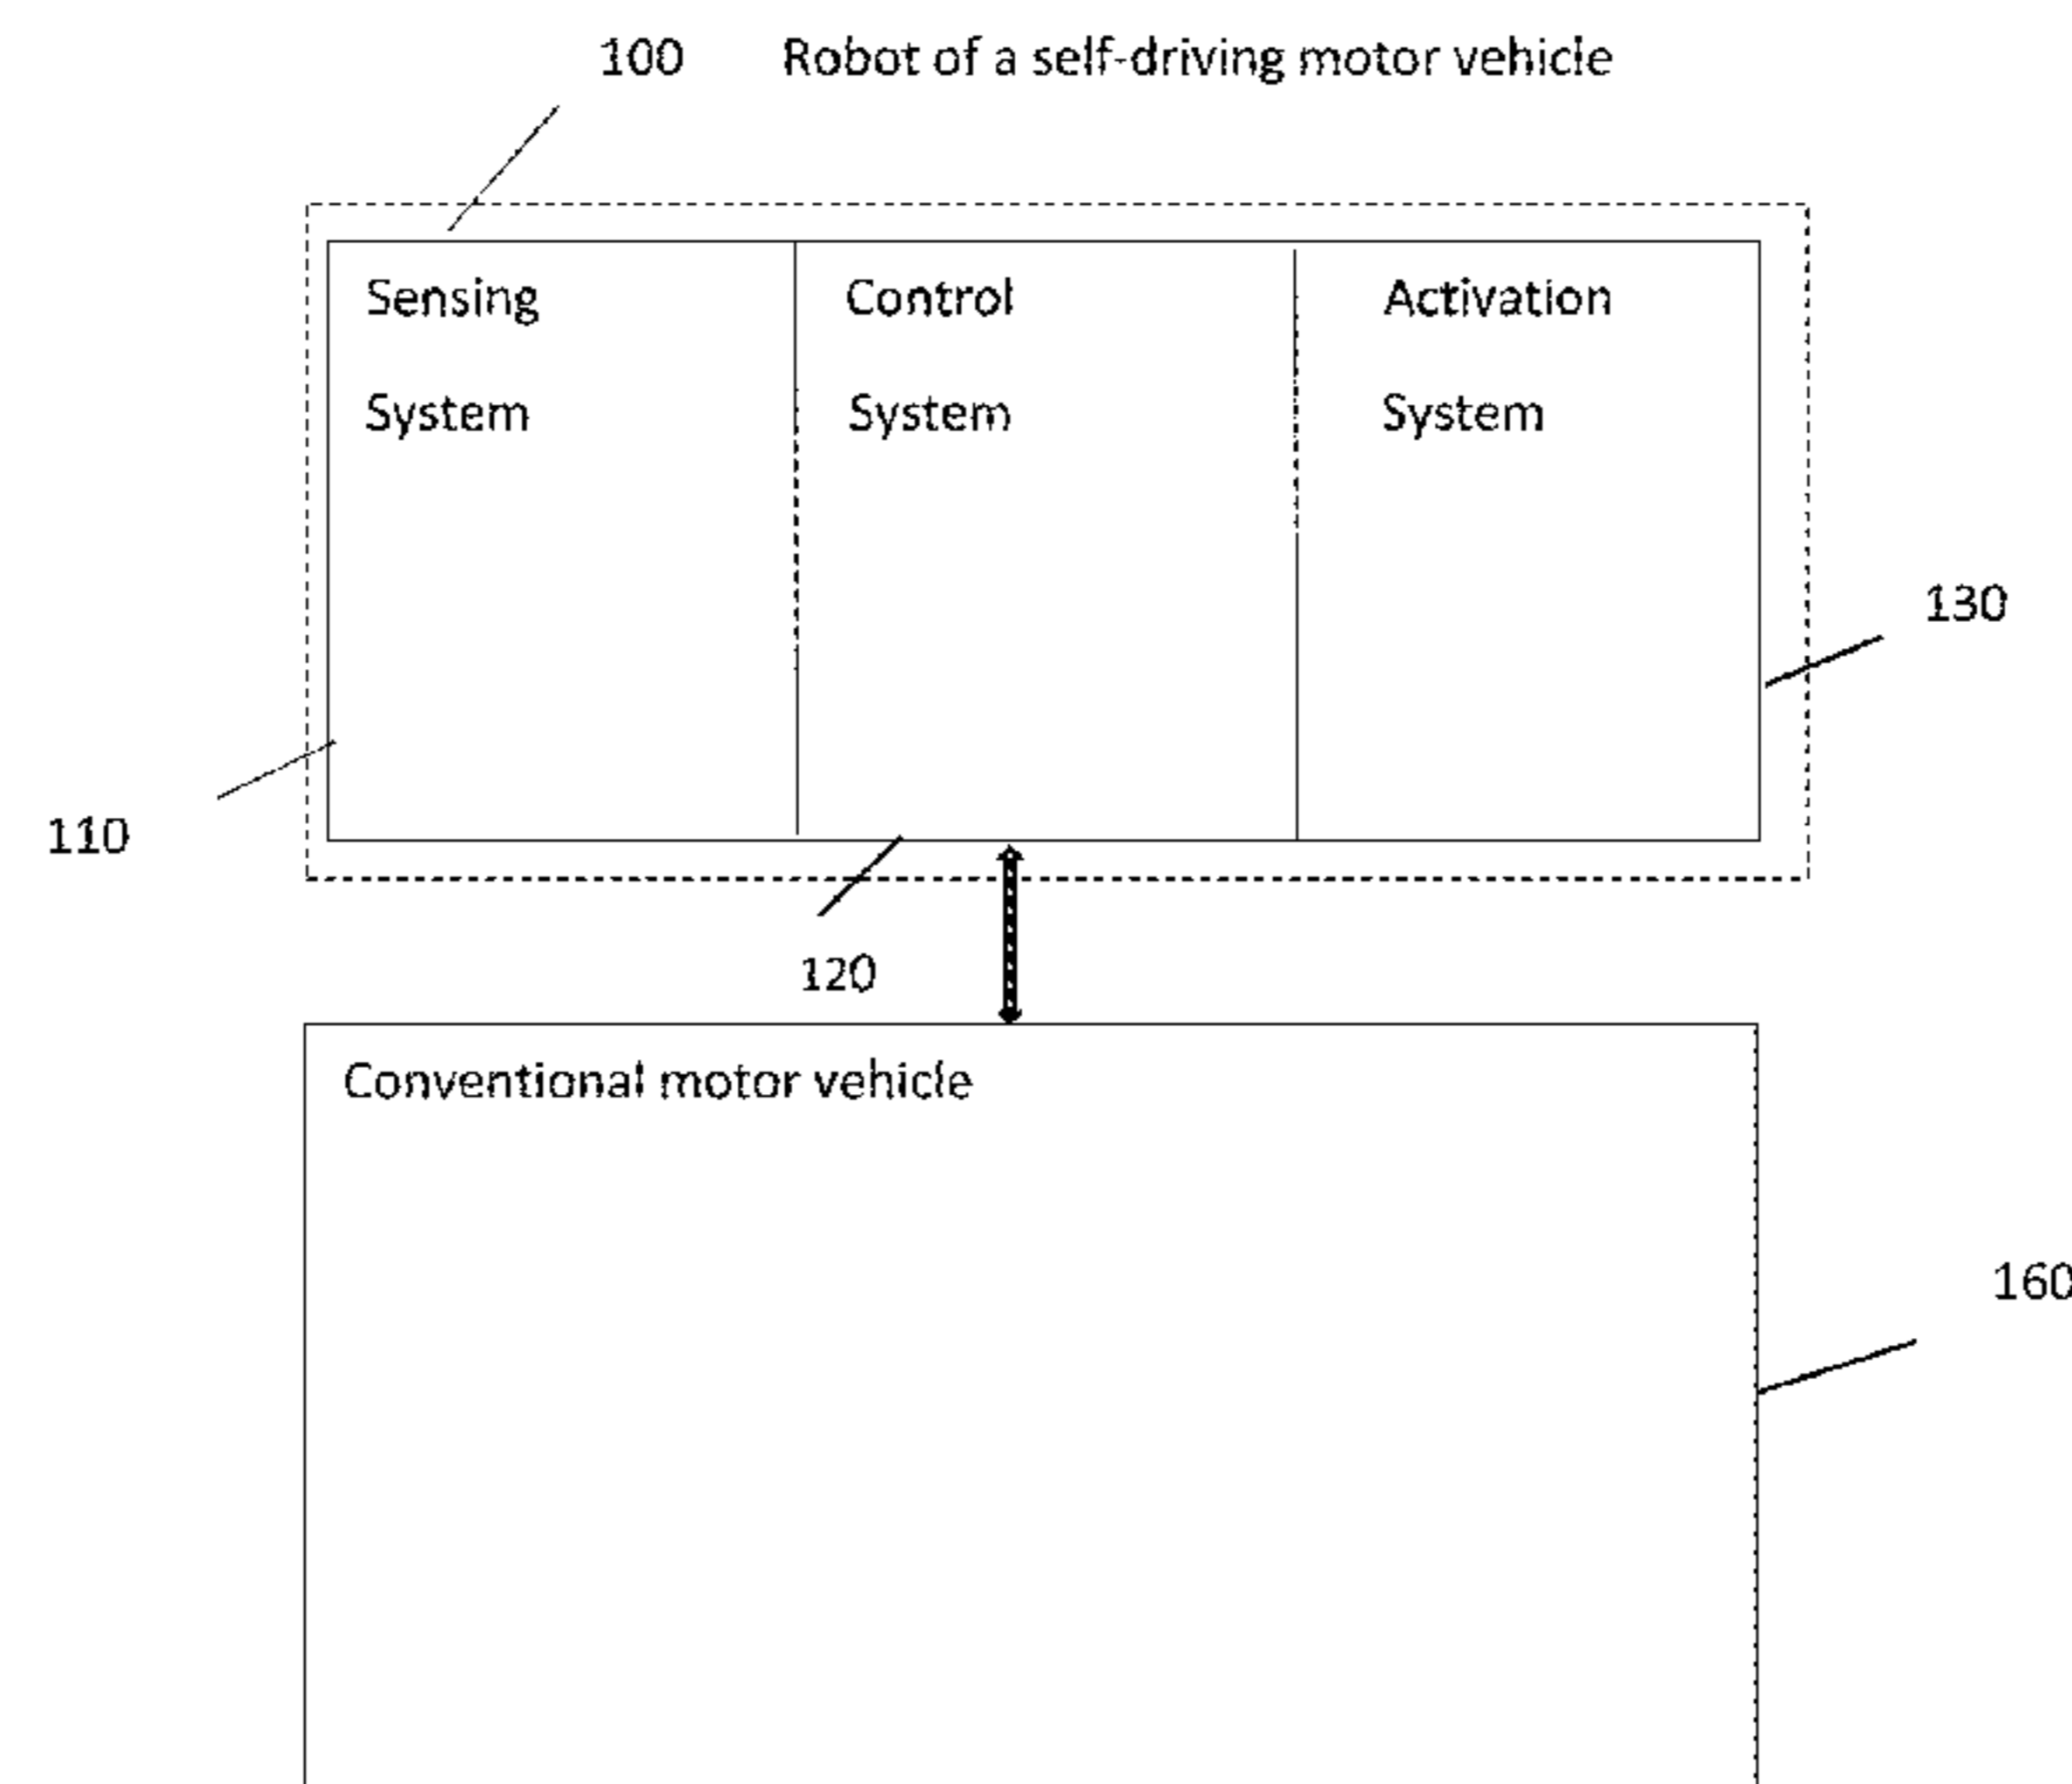 100 Robot of a self-driving motor vehicle
Sensing Control Activation
System System System
130
110
120
Conventional motor vehicle
160